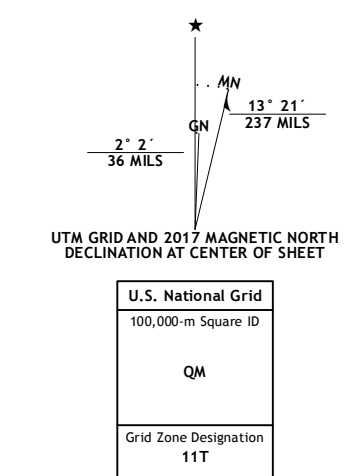 ★
MN
GN
13° 21´
237 MILS
2° 2´
36 MILS
UTM GRID AND 2017 MAGNETIC NORTH
DECLINATION AT CENTER OF SHEET
U.S. National Grid
100,000-m Square ID
QM
Grid Zone Designation
11T